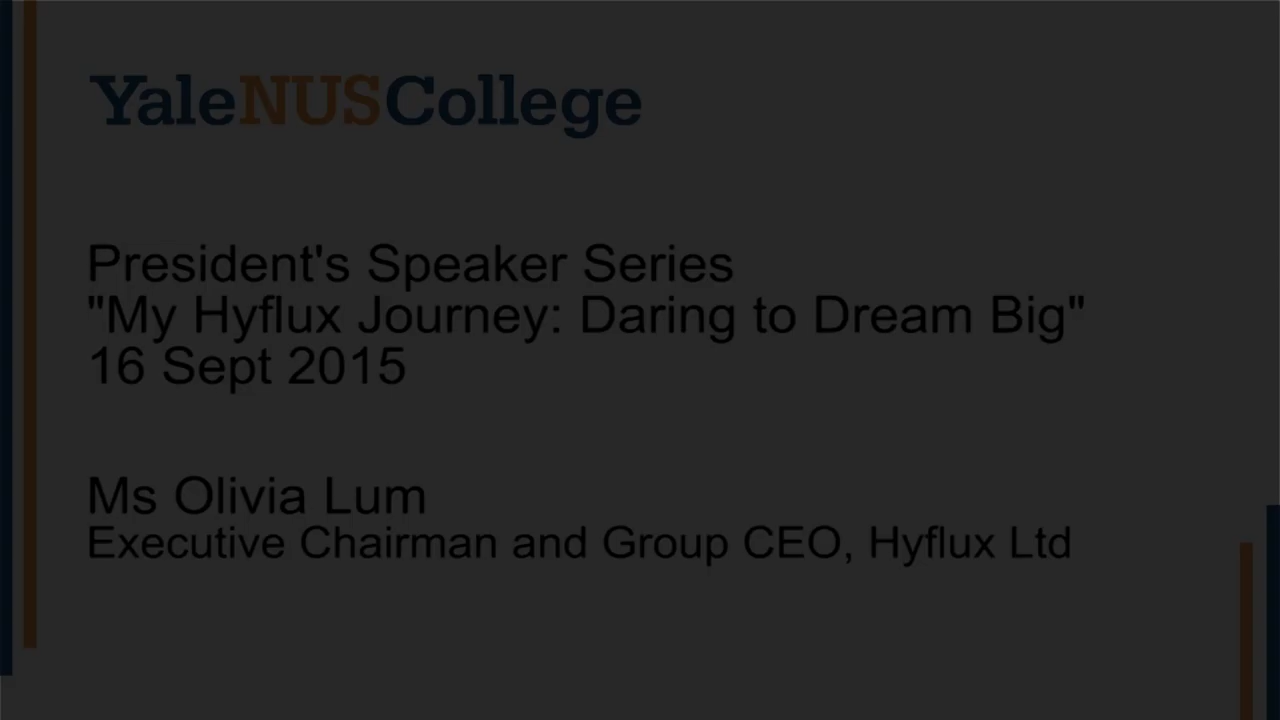 YaleNUSCollege
President's Speaker Series
"My Hyflux Journey: Daring to Dream Big"
16 Sept 2015
Ms Olivia Lum
Executive Chairman and Group CEO, Hyflux Ltd